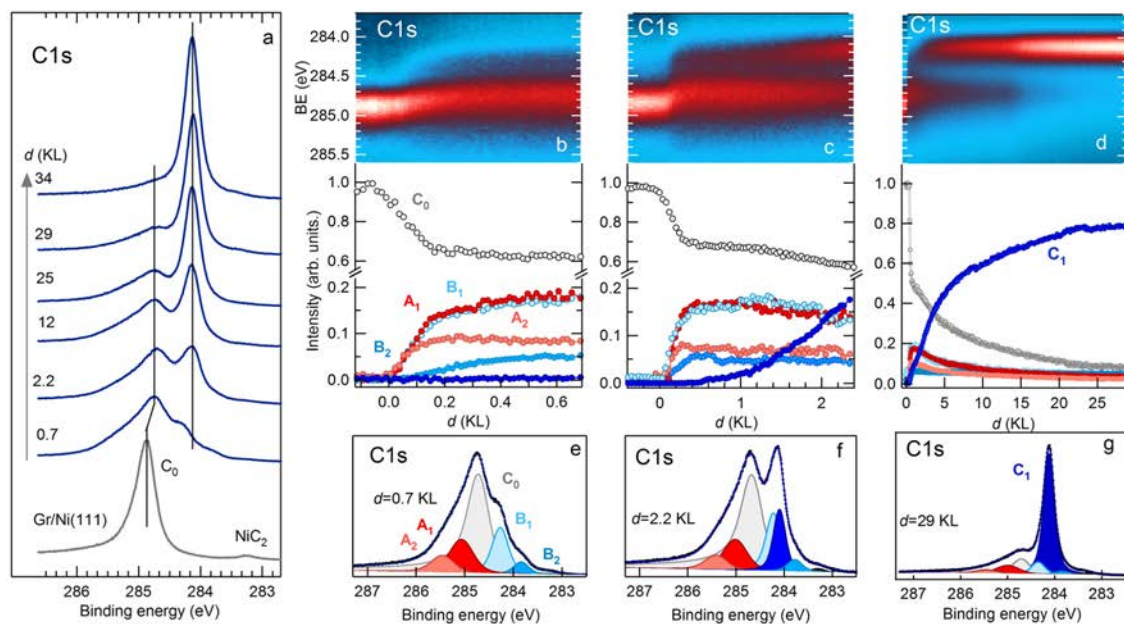 C1s
a
d (KL)
34
29
25
12
2.2
0.7
C0
Gr/Ni(111)
NiC2
287 286 285 284 283
Binding energy (eV)
C1s
b
BE (eV)
284.0
284.5
285.0
285.6
C1s
c
C1s
d
Intensity (arb. units.)
1.0
0.8
0.6
0.2
0.1
0.0
C0
A1
B1
A2
B2
0.0 0.2 0.4 0.6
d (KL)
1.0
0.8
0.6
0.2
0.1
0.0
0 1 2
d (KL)
1.0
0.8
0.6
0.4
0.2
0.0
C1
0 5 10 15 20 25
d (KL)
C1s
e
d=0.7 KL
C0
A1
A2
B1
B2
287 286 285 284 283
Binding energy (eV)
C1s
f
d=2.2 KL
287 286 285 284 283
Binding energy (eV)
C1s
g
C1
d=29 KL
287 286 285 284 283
Binding energy (eV)